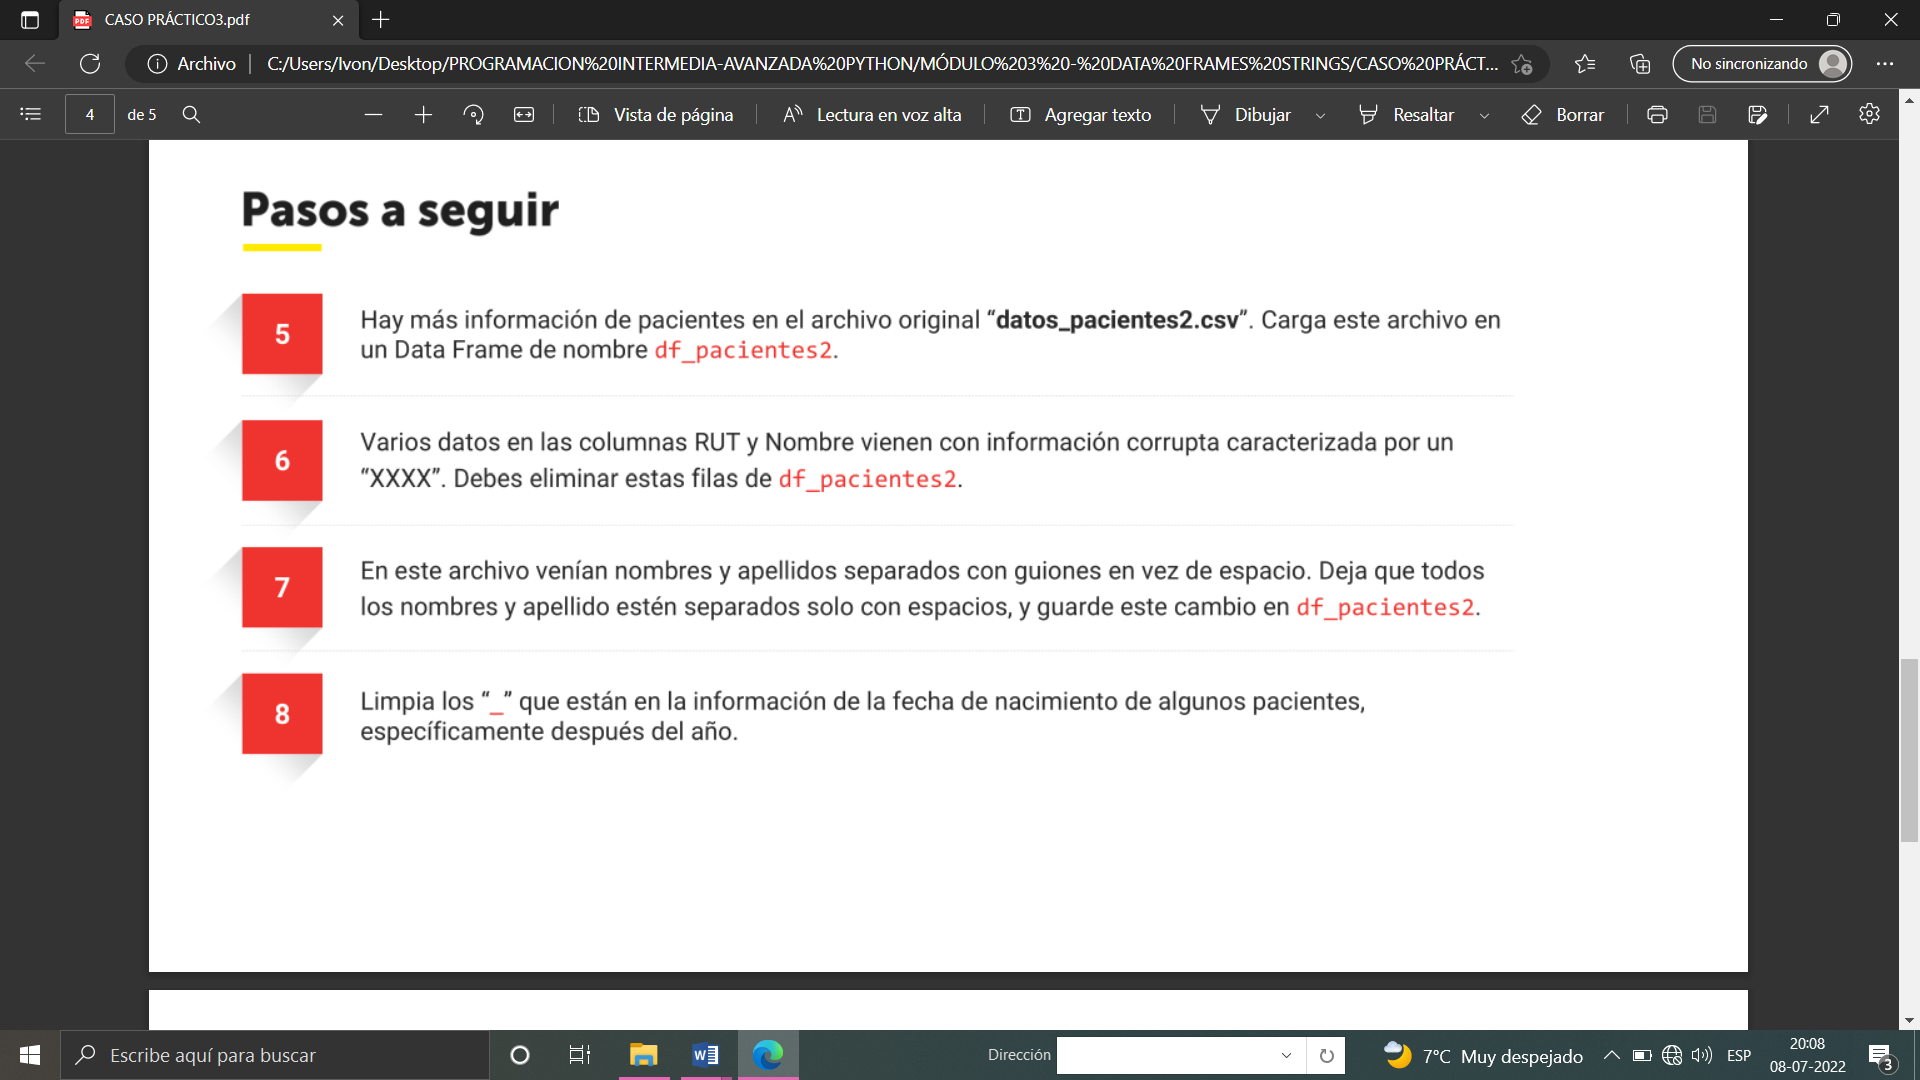 CASO PRÁCTICO3.pdf
Archivo
C:/Users/Ivon/Desktop/PROGRAMACION%20INTERMEDIA-AVANZADA%20PYTHON/MÓDULO%203%20-%20DATA%20FRAMES%20STRINGS/CASO%20PRÁCT...
No sincronizando
4 de 5
Vista de página
Lectura en voz alta
Agregar texto
Dibujar
Resaltar
Borrar
Pasos a seguir
5
Hay más información de pacientes en el archivo original “datos_pacientes2.csv”. Carga este archivo en
un Data Frame de nombre df_pacientes2.
6
Varios datos en las columnas RUT y Nombre vienen con información corrupta caracterizada por un
“XXXX”. Debes eliminar estas filas de df_pacientes2.
7
En este archivo venían nombres y apellidos separados con guiones en vez de espacio. Deja que todos
los nombres y apellido estén separados solo con espacios, y guarde este cambio en df_pacientes2.
8
Limpia los “_” que están en la información de la fecha de nacimiento de algunos pacientes,
específicamente después del año.
Escribe aquí para buscar
Dirección
7°C Muy despejado
ESP
20:08
08-07-2022
3